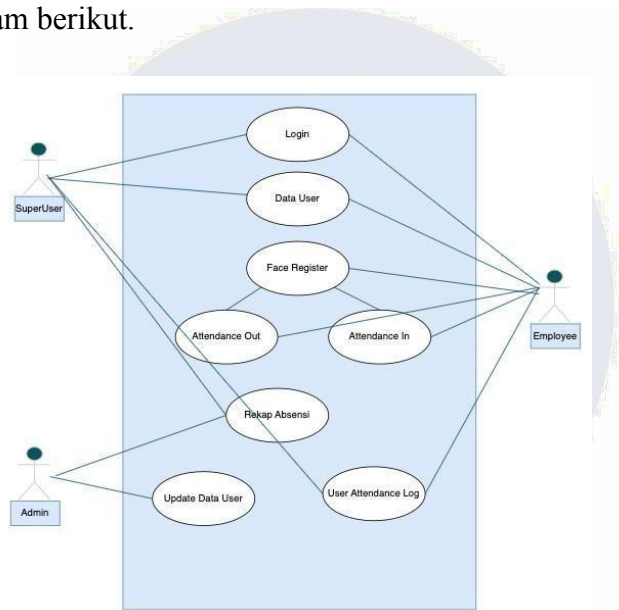 am berikut.
Login
SuperUser
Data User
Face Register
Attendance Out
Attendance In
Employee
Rekap Absensi
Admin
Update Data User
User Attendance Log